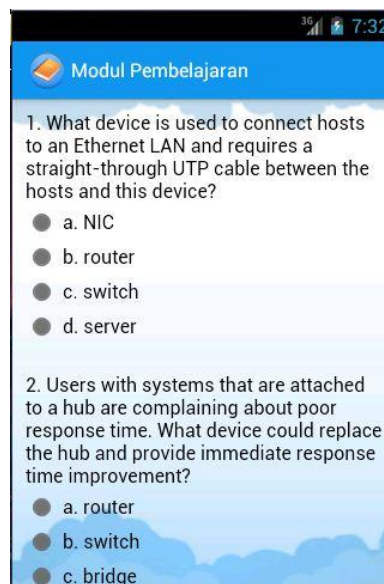 3G 7:32
Modul Pembelajaran
1. What device is used to connect hosts
to an Ethernet LAN and requires a
straight-through UTP cable between the
hosts and this device?
a. NIC
b. router
c. switch
d. server
2. Users with systems that are attached
to a hub are complaining about poor
response time. What device could replace
the hub and provide immediate response
time improvement?
a. router
b. switch
c. bridge